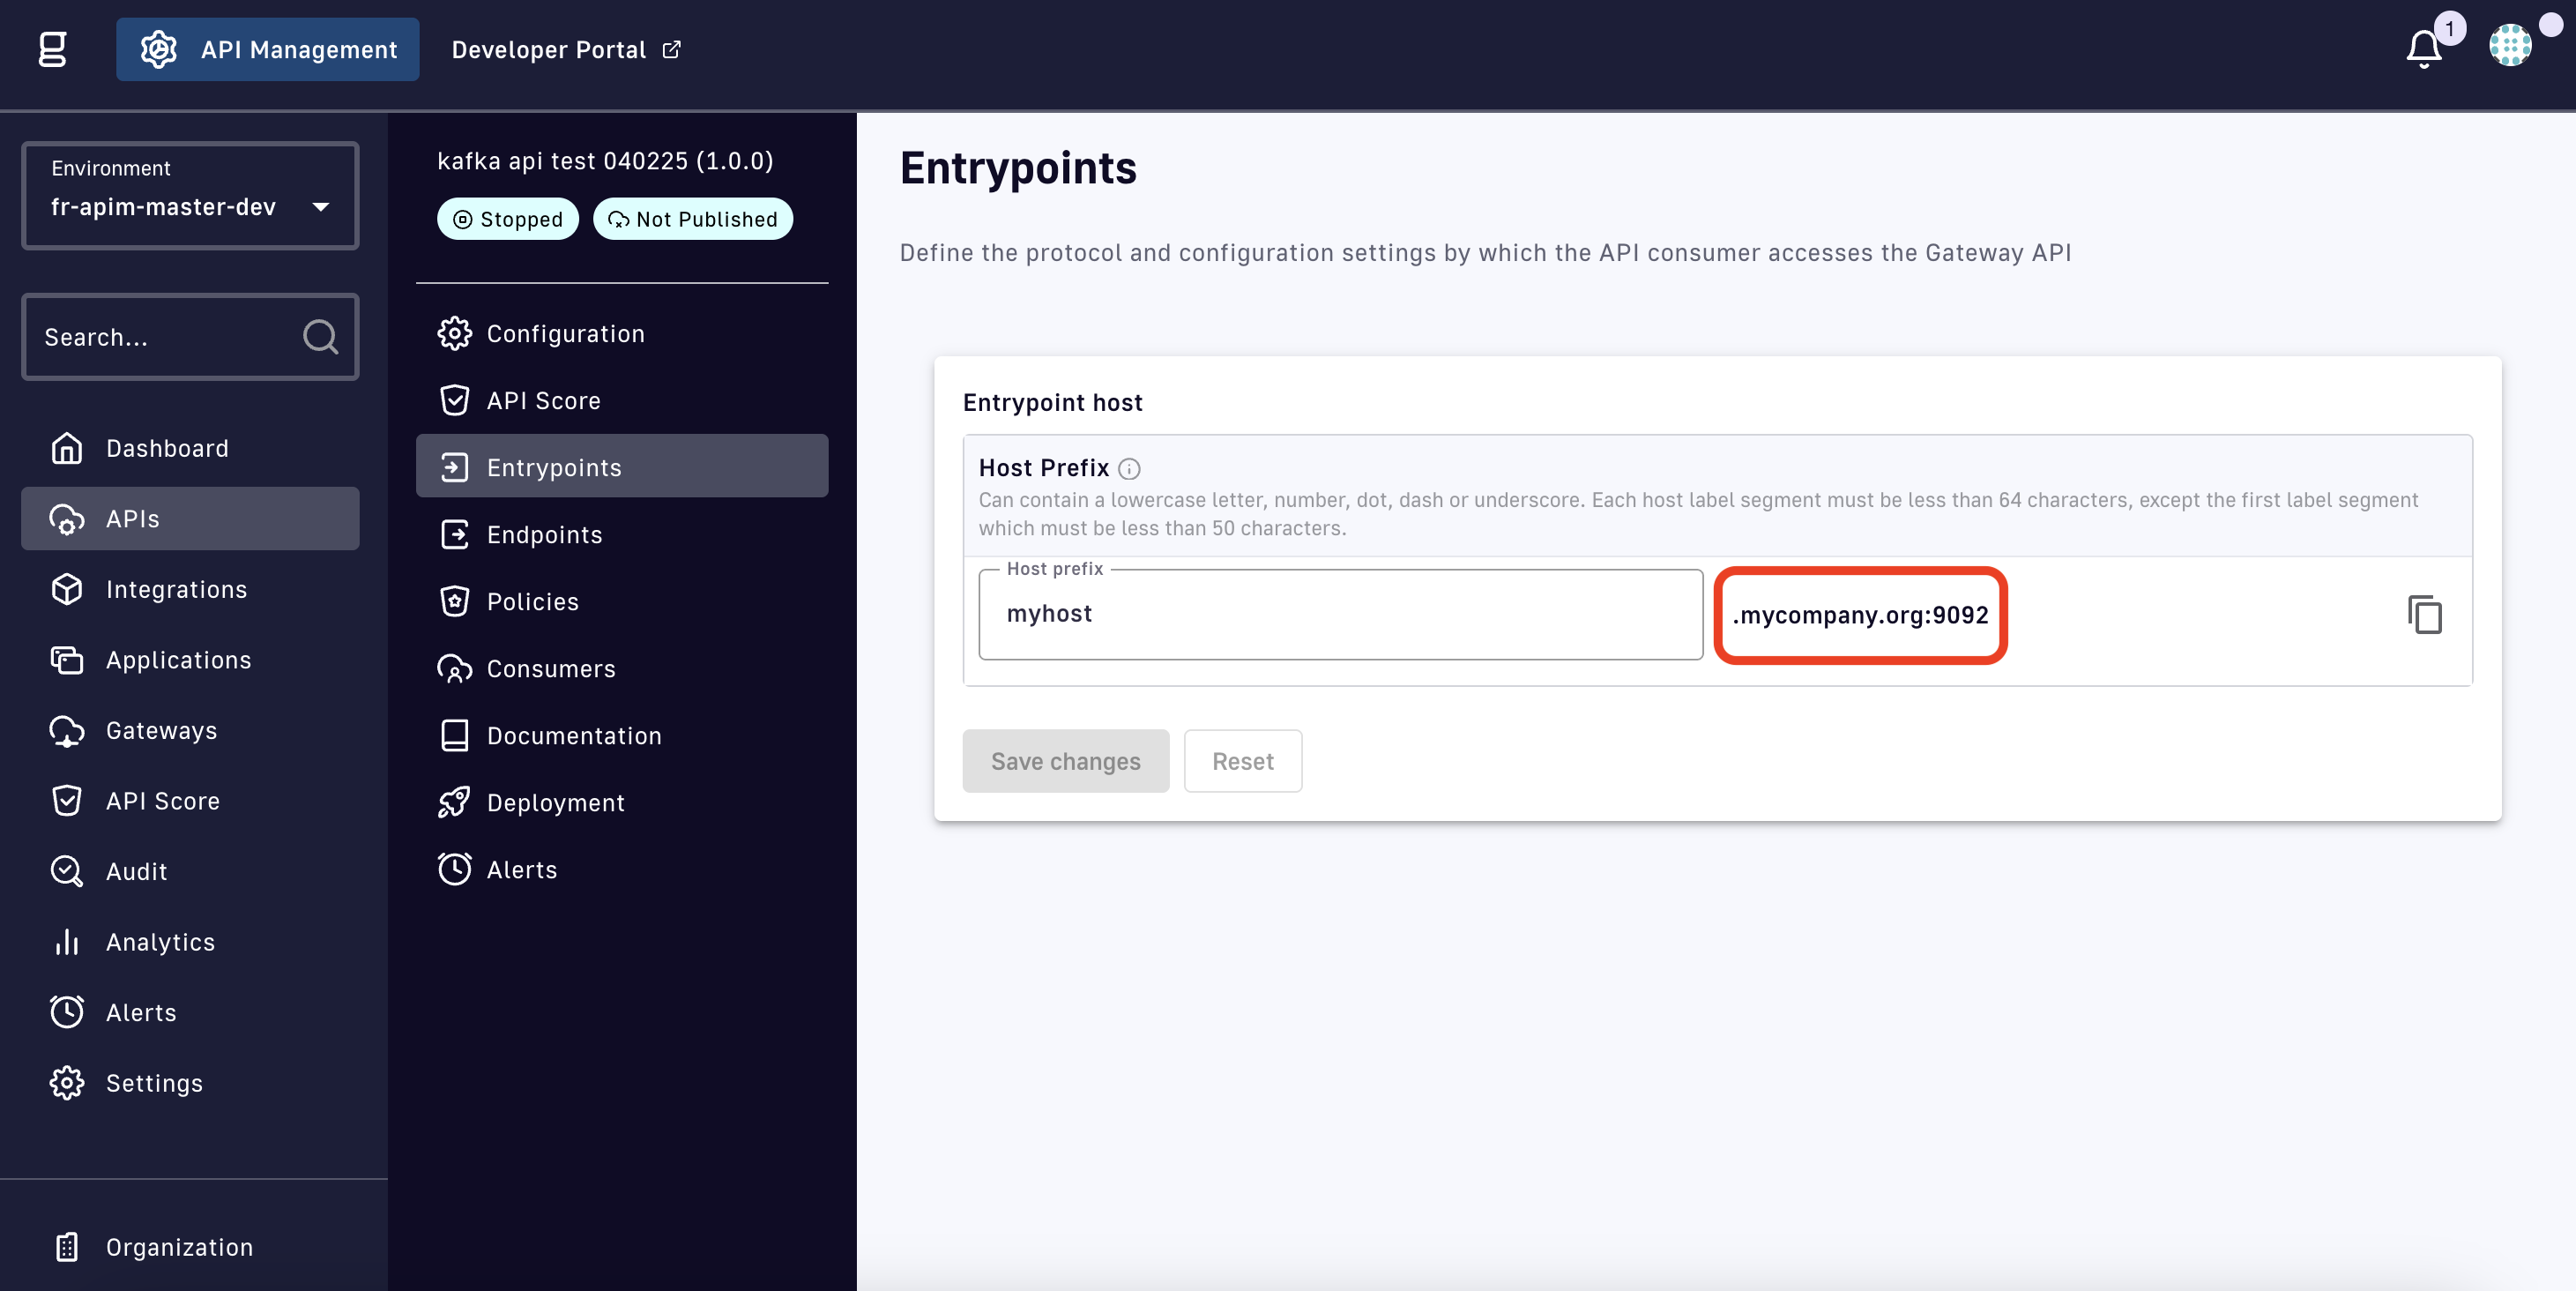 g
API Management
Developer Portal
1
Environment
fr-apim-master-dev
Search...
Dashboard
APIs
Integrations
Applications
Gateways
API Score
Audit
Analytics
Alerts
Settings
Organization
kafka api test 040225 (1.0.0)
Stopped
Not Published
Configuration
API Score
Entrypoints
Endpoints
Policies
Consumers
Documentation
Deployment
Alerts
Entrypoints
Define the protocol and configuration settings by which the API consumer accesses the Gateway API
Entrypoint host
Host Prefix
Can contain a lowercase letter, number, dot, dash or underscore. Each host label segment must be less than 64 characters, except the first label segment
which must be less than 50 characters.
Host prefix
myhost
.mycompany.org:9092
Save changes
Reset